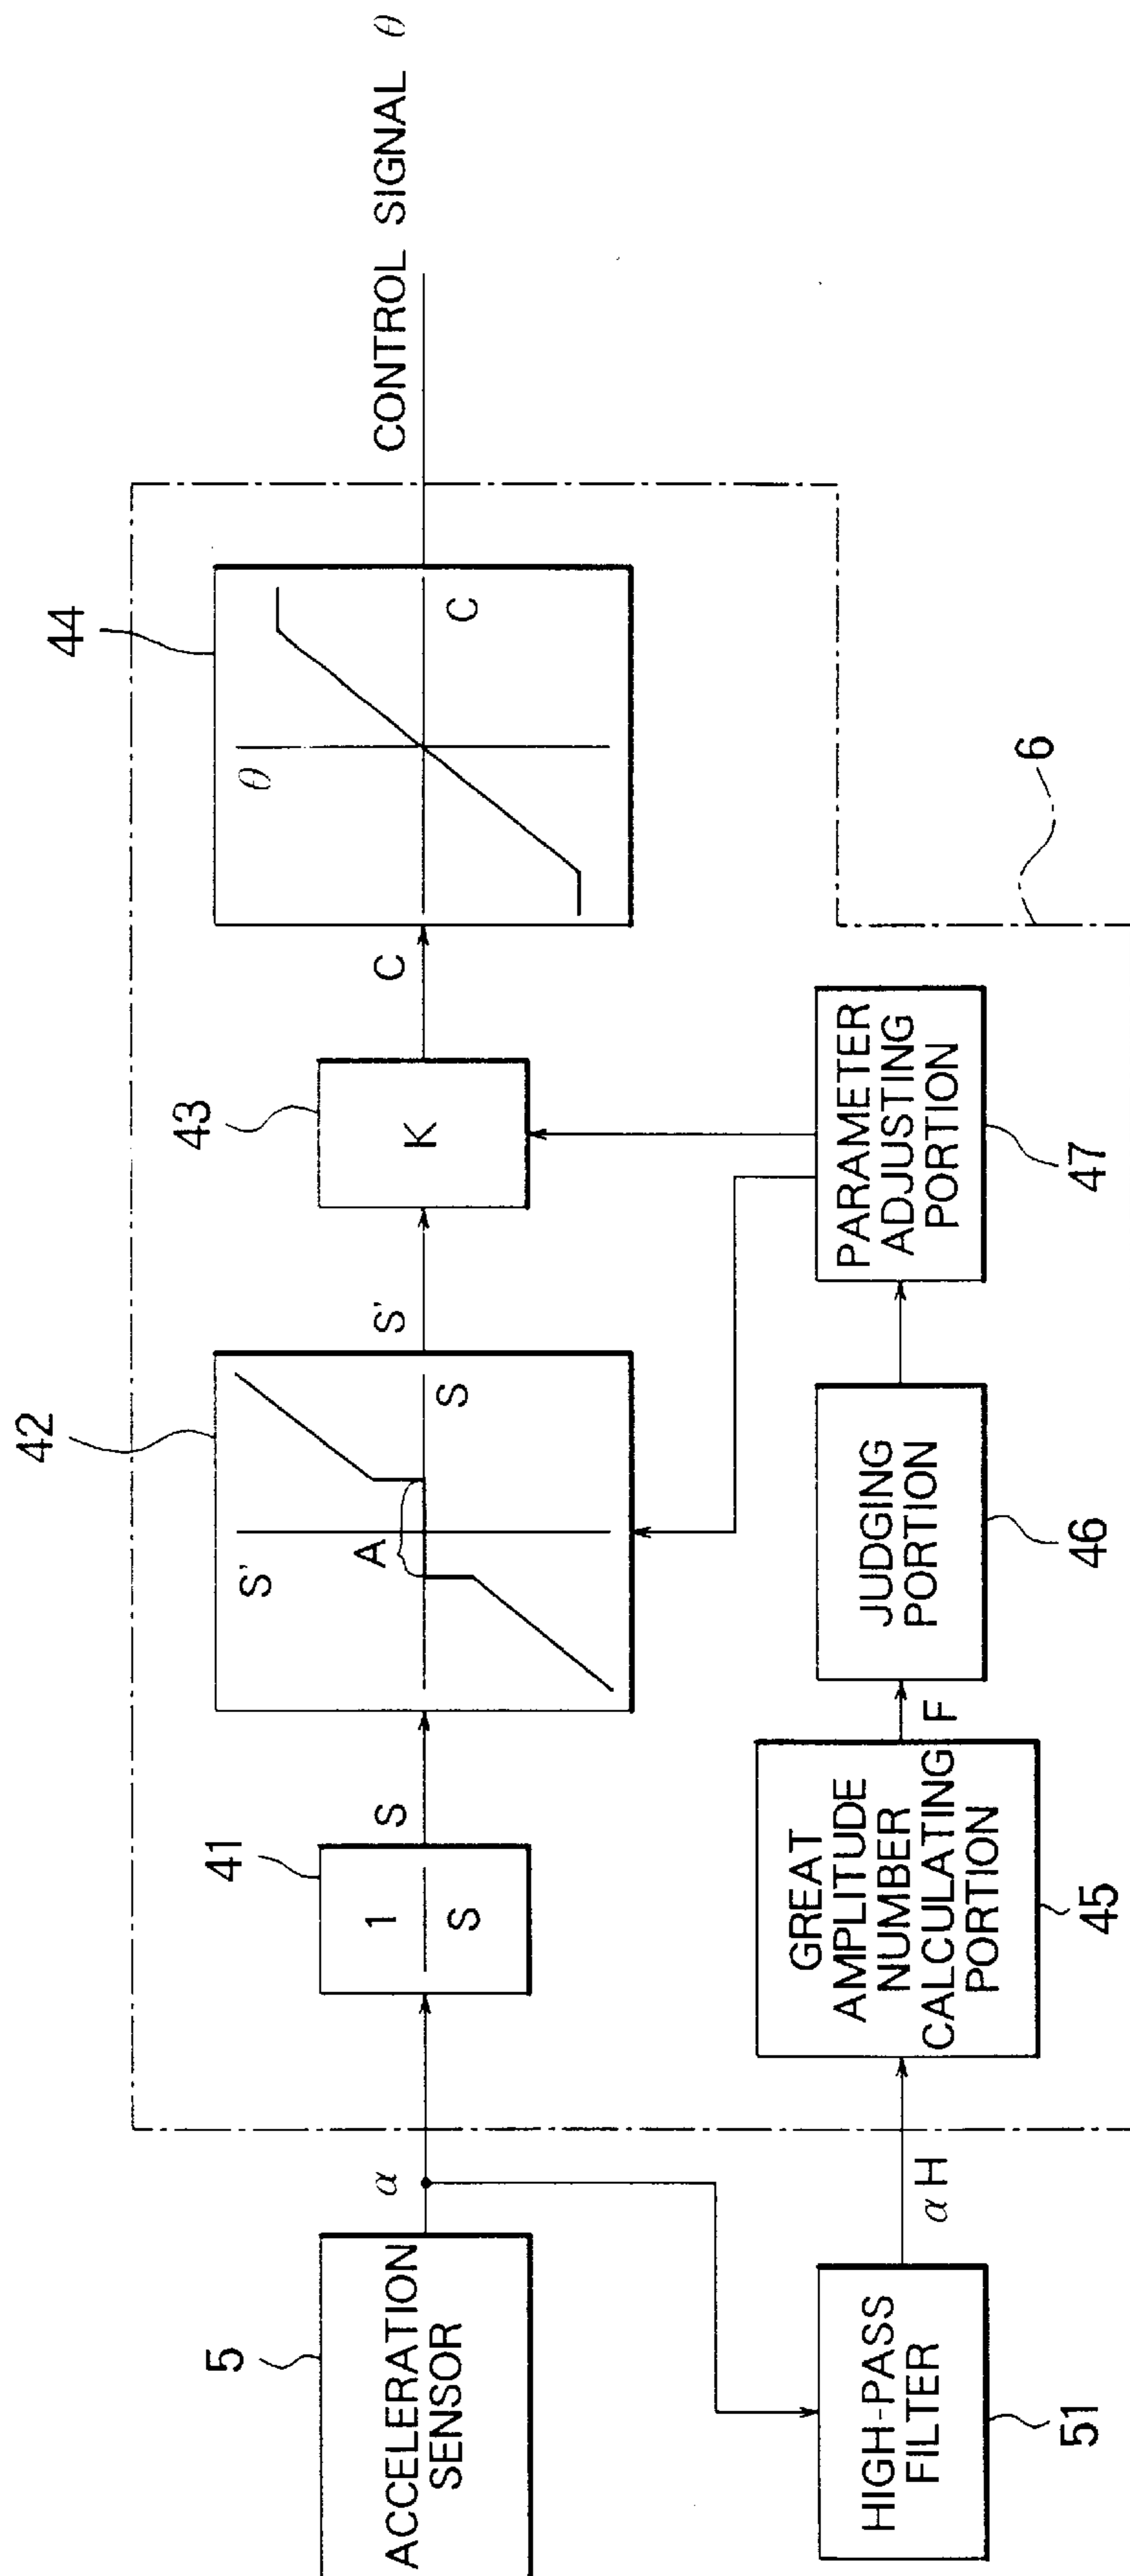 5
ACCELERATION
SENSOR
α
41
1
S
S
42
S'
A
S
S'
43
K
C
44
θ
C
CONTROL SIGNAL θ
HIGH-PASS
FILTER
51
αH
GREAT
AMPLITUDE
NUMBER
CALCULATING
PORTION
45
F
JUDGING
PORTION
46
PARAMETER
ADJUSTING
PORTION
47
6